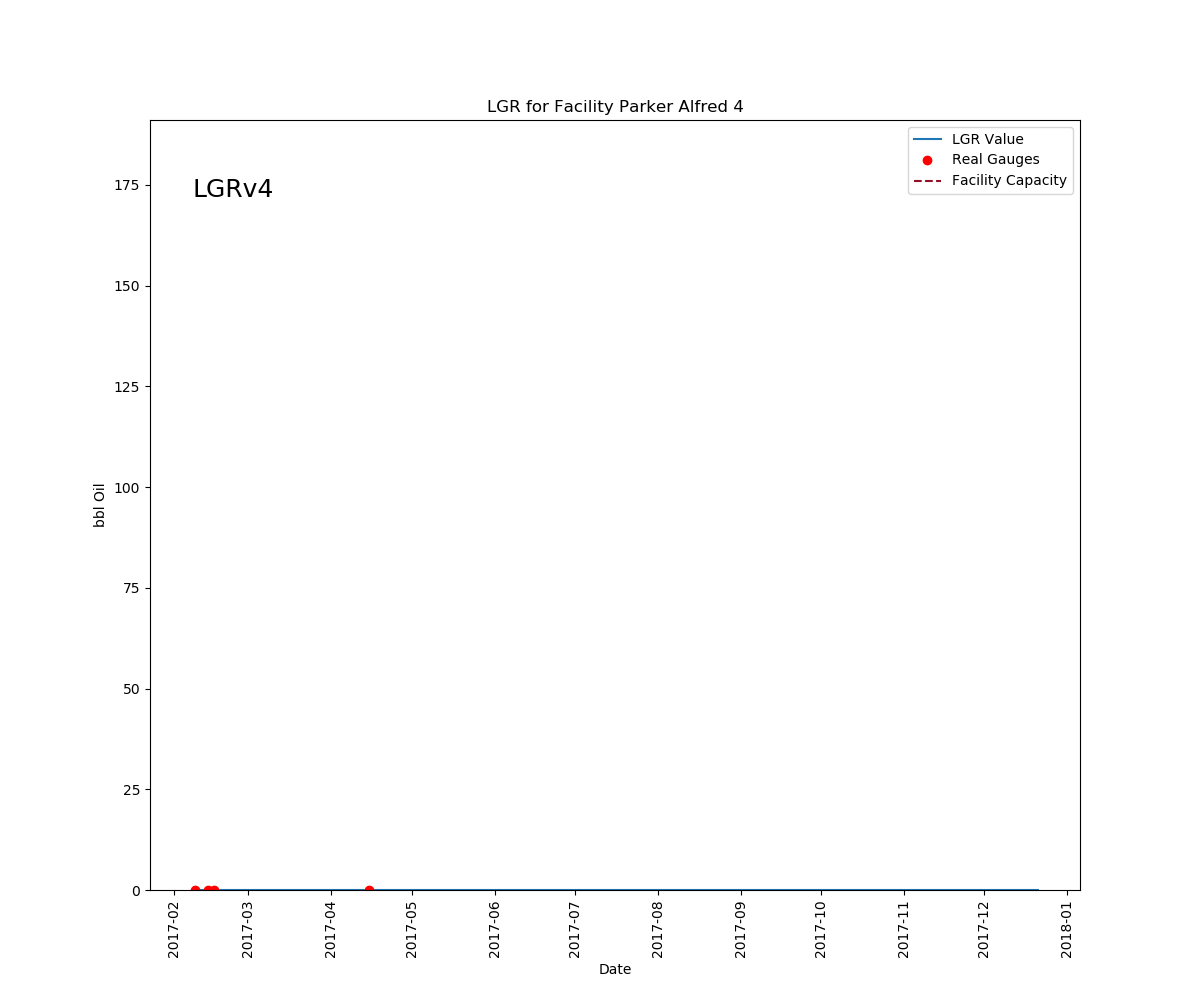 LGR for Facility Parker Alfred 4
LGR Value
Real Gauges
Facility Capacity
LGRv4
175
150
125
100
75
50
25
0
bbl Oil
2017-02
2017-03
2017-04
2017-05
2017-06
2017-07
2017-08
2017-09
2017-10
2017-11
2017-12
2018-01
Date